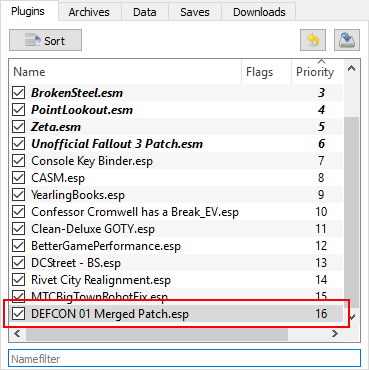 Plugins Archives Data Saves Downloads
Sort
Name Flags Priority
BrokenSteel.esm 3
PointLookout.esm 4
Zeta.esm 5
Unofficial Fallout 3 Patch.esm 6
Console Key Binder.esp 7
CASM.esp 8
YearlingBooks.esp 9
Confessor Cromwell has a Break_EV.esp 10
Clean-Deluxe GOTY.esp 11
BetterGamePerformance.esp 12
DCStreet - BS.esp 13
Rivet City Realignment.esp 14
MTCBigTownRobotFix.esp 15
DEFCON 01 Merged Patch.esp 16
Namefilter